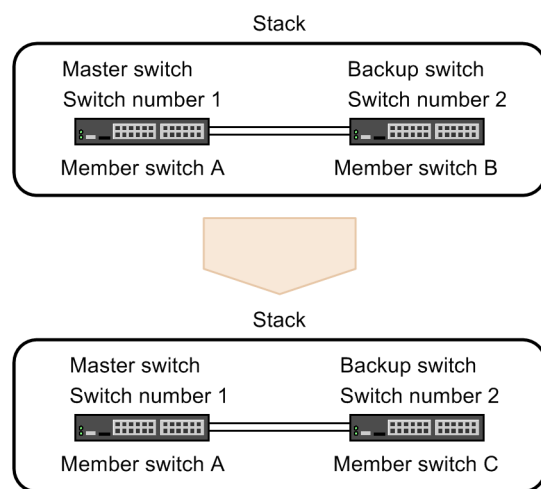 Stack
Master switch
Backup switch
Switch number 1
Switch number 2
Member switch A
Member switch B
Stack
Master switch
Backup switch
Switch number 1
Switch number 2
Member switch A
Member switch C